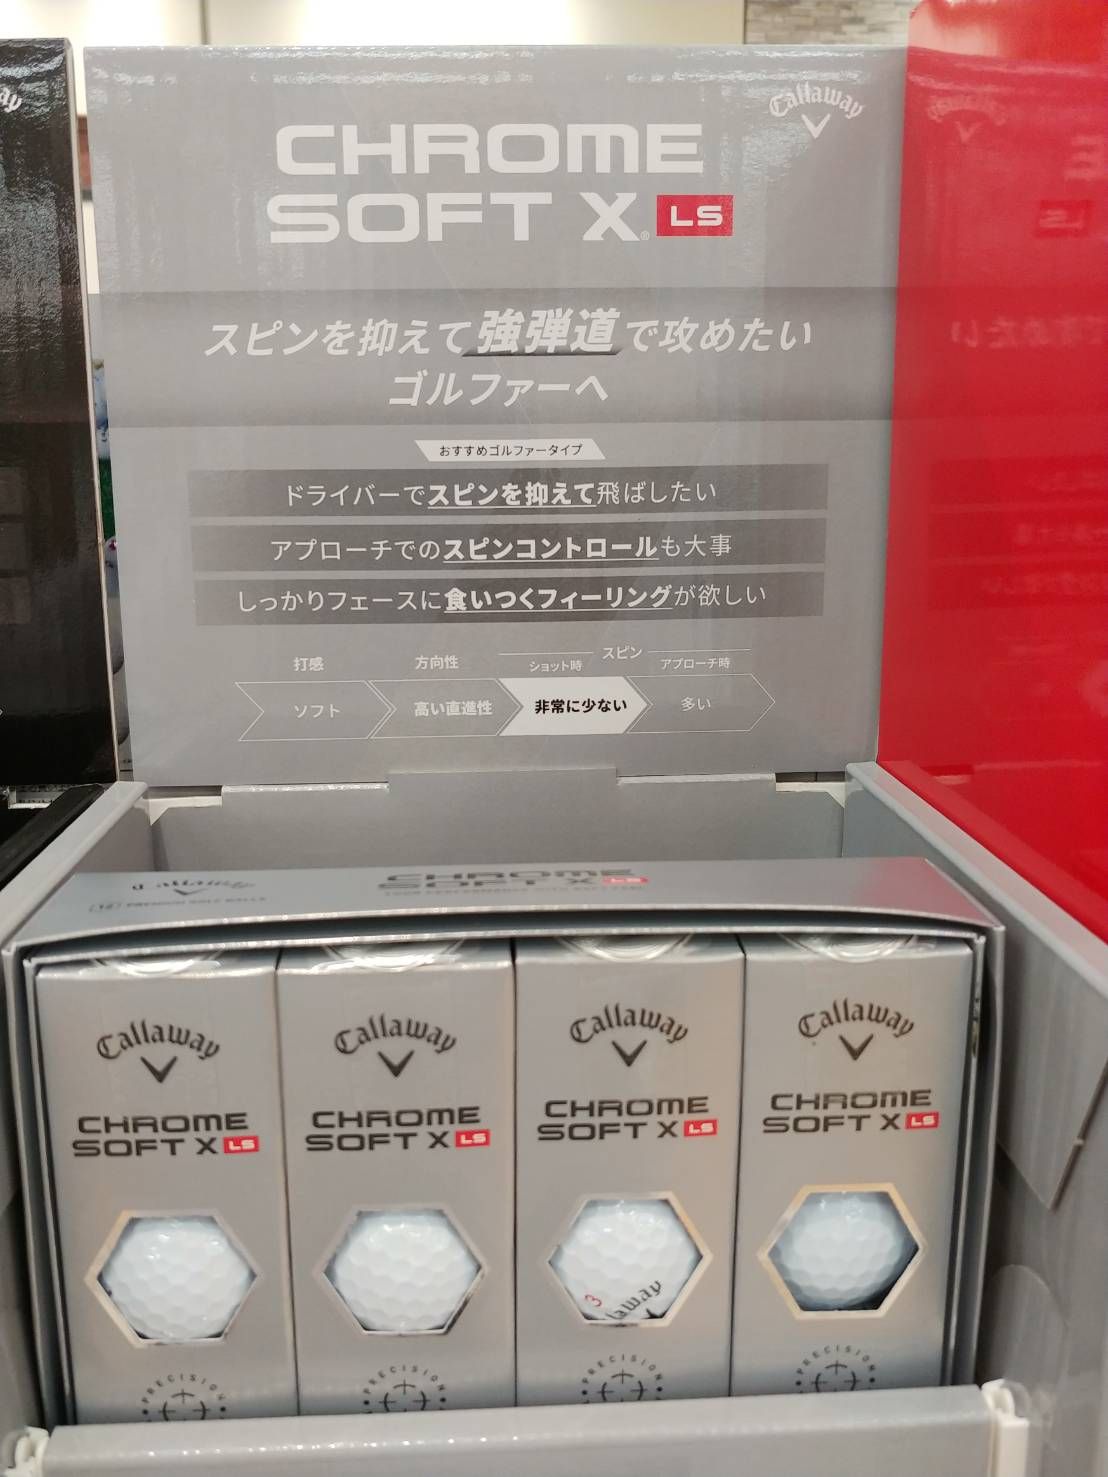 Callaway
CHROME
SOFT X® LS
スピンを抑えて強弾道で攻めたい
ゴルファーへ
おすすめゴルファータイプ
ドライバーでスピンを抑えて飛ばしたい
アプローチでのスピンコントロールも大事
しっかりフェースに食いつくフィーリングが欲しい
打感 方向性 スピン
ショット時 アプローチ時
ソフト 高い直進性 非常に少ない 多い
CHROME
SOFT X LS
Callaway Callaway Callaway Callaway
CHROME CHROME CHROME CHROME
SOFT X LS SOFT X LS SOFT X LS SOFT X LS
3
away
PRECISION PRECISION PRECISION PRECISION